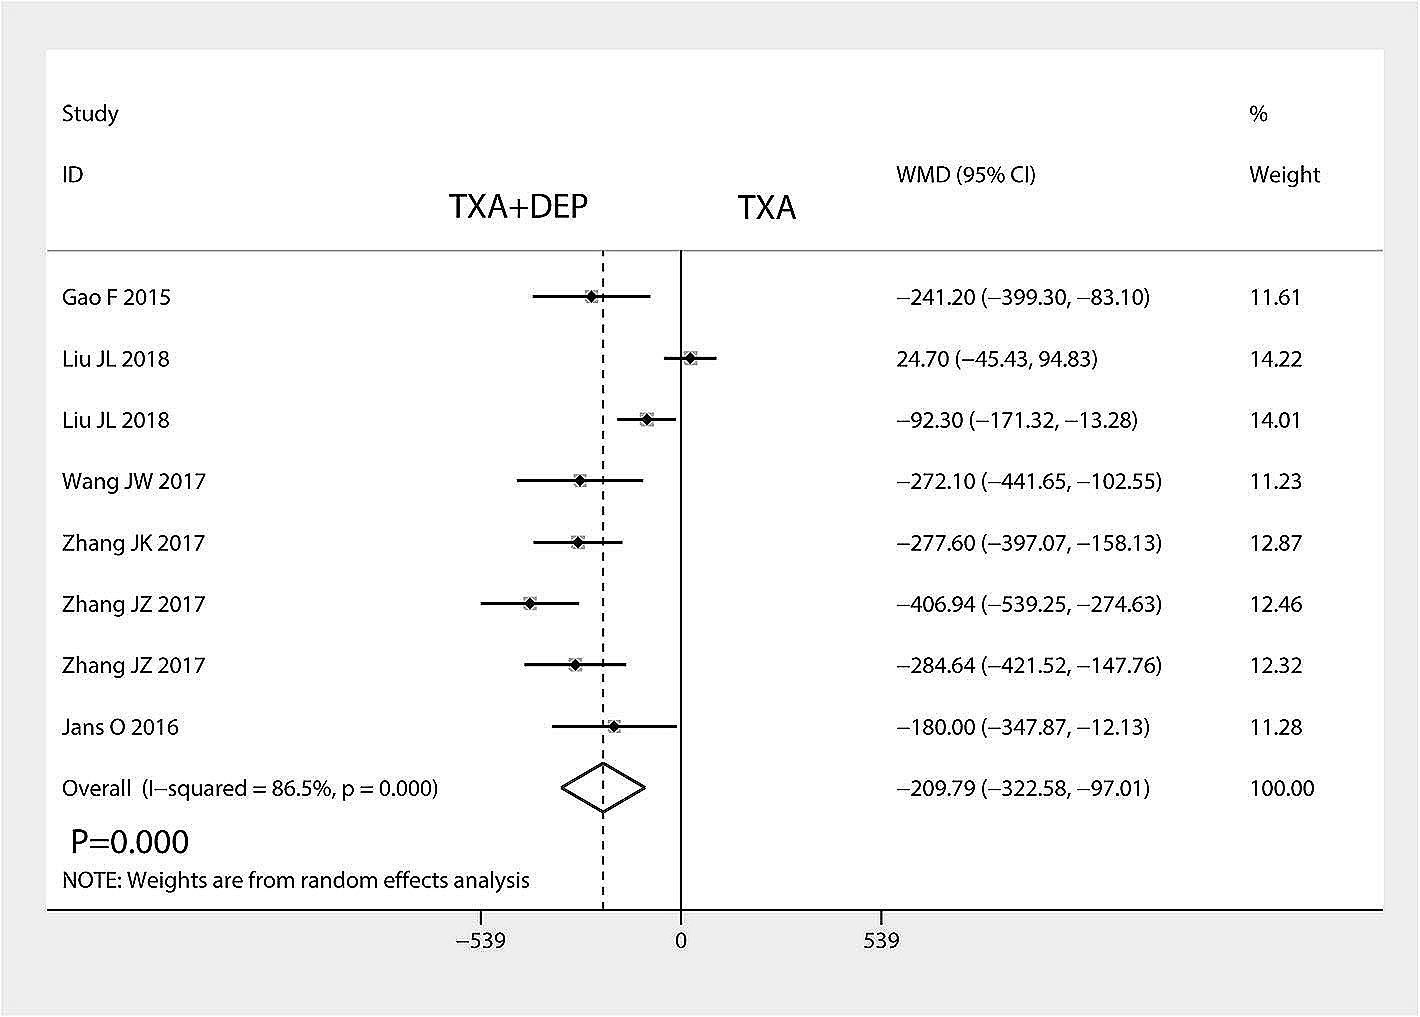 Study %
ID WMD (95% CI) Weight
TXA+DEP TXA
Gao F 2015 −241.20 (−399.30, −83.10) 11.61
Liu JL 2018 24.70 (−45.43, 94.83) 14.22
Liu JL 2018 −92.30 (−171.32, −13.28) 14.01
Wang JW 2017 −272.10 (−441.65, −102.55) 11.23
Zhang JK 2017 −277.60 (−397.07, −158.13) 12.87
Zhang JZ 2017 −406.94 (−539.25, −274.63) 12.46
Zhang JZ 2017 −284.64 (−421.52, −147.76) 12.32
Jans O 2016 −180.00 (−347.87, −12.13) 11.28
Overall (I−squared = 86.5%, p = 0.000) −209.79 (−322.58, −97.01) 100.00
P=0.000
NOTE: Weights are from random effects analysis
−539 0 539